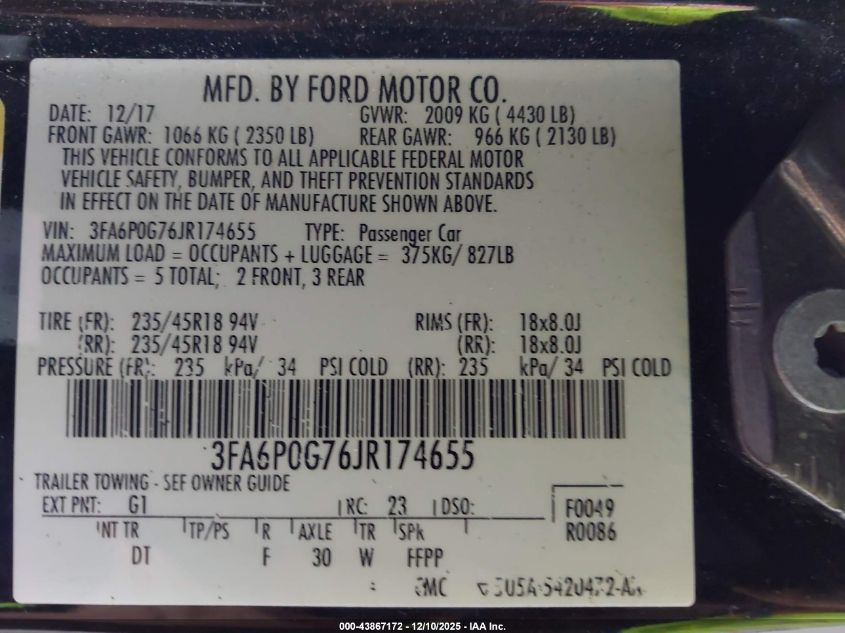 MFD. BY FORD MOTOR CO.
DATE: 12/17 GVWR: 2009 KG ( 4430 LB)
FRONT GAWR: 1066 KG ( 2350 LB) REAR GAWR: 966 KG ( 2130 LB)
THIS VEHICLE CONFORMS TO ALL APPLICABLE FEDERAL MOTOR
VEHICLE SAFETY, BUMPER, AND THEFT PREVENTION STANDARDS
IN EFFECT ON THE DATE OF MANUFACTURE SHOWN ABOVE.
VIN: 3FA6P0G76JR174655 TYPE: Passenger Car
MAXIMUM LOAD = OCCUPANTS + LUGGAGE = 375KG/ 827LB
OCCUPANTS = 5 TOTAL; 2 FRONT, 3 REAR
TIRE (FR): 235/45R18 94V RIMS (FR): 18x8.0J
(RR): 235/45R18 94V (RR): 18x8.0J
PRESSURE (FR): 235 kPa/ 34 PSI COLD (RR): 235 kPa/ 34 PSI COLD
3FA6P0G76JR174655
TRAILER TOWING - SEE OWNER GUIDE
EXT PNT: G1 RC: 23 DSO: F0049
INT TR TP/PS R AXLE TR SPR R0086
DT F 30 W FFPP
000-43867172 - 12/10/2025 - IAA Inc.